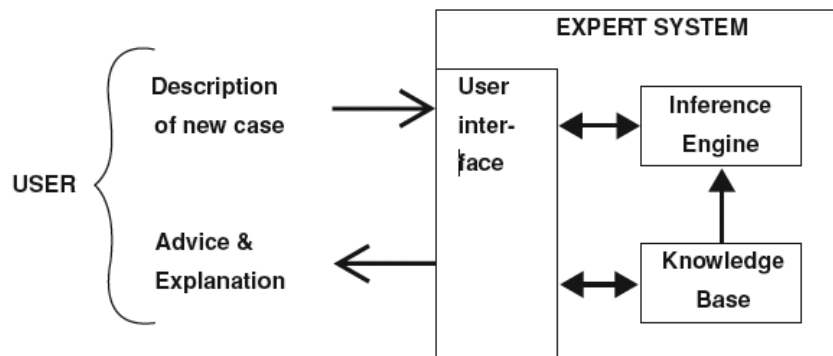 EXPERT SYSTEM
USER
Description
of new case
Advice &
Explanation
User
inter-
face
Inference
Engine
Knowledge
Base